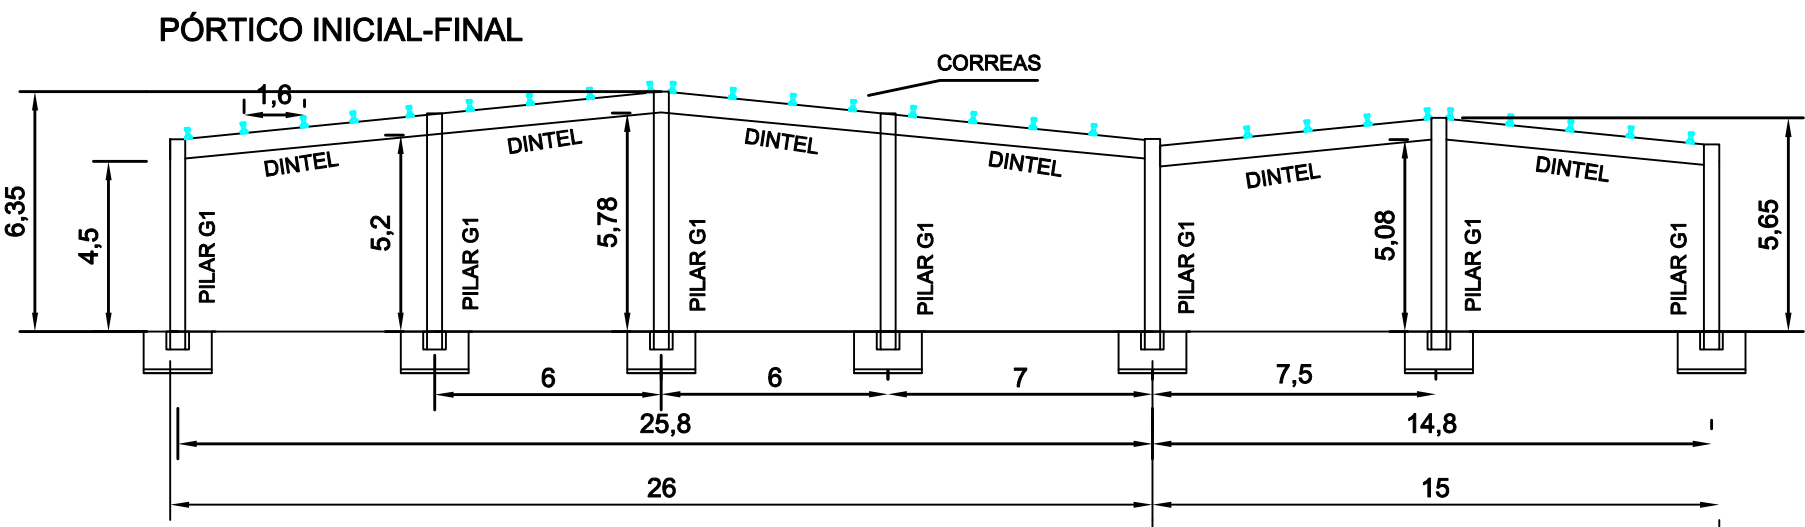 PÓRTICO INICIAL-FINAL
CORREAS
1,6
DINTEL
DINTEL
DINTEL
DINTEL
DINTEL
DINTEL
6,35
4,5
PILAR G1
5,2
PILAR G1
5,78
PILAR G1
PILAR G1
PILAR G1
5,08
PILAR G1
PILAR G1
5,65
6
6
7
7,5
25,8
14,8
26
15